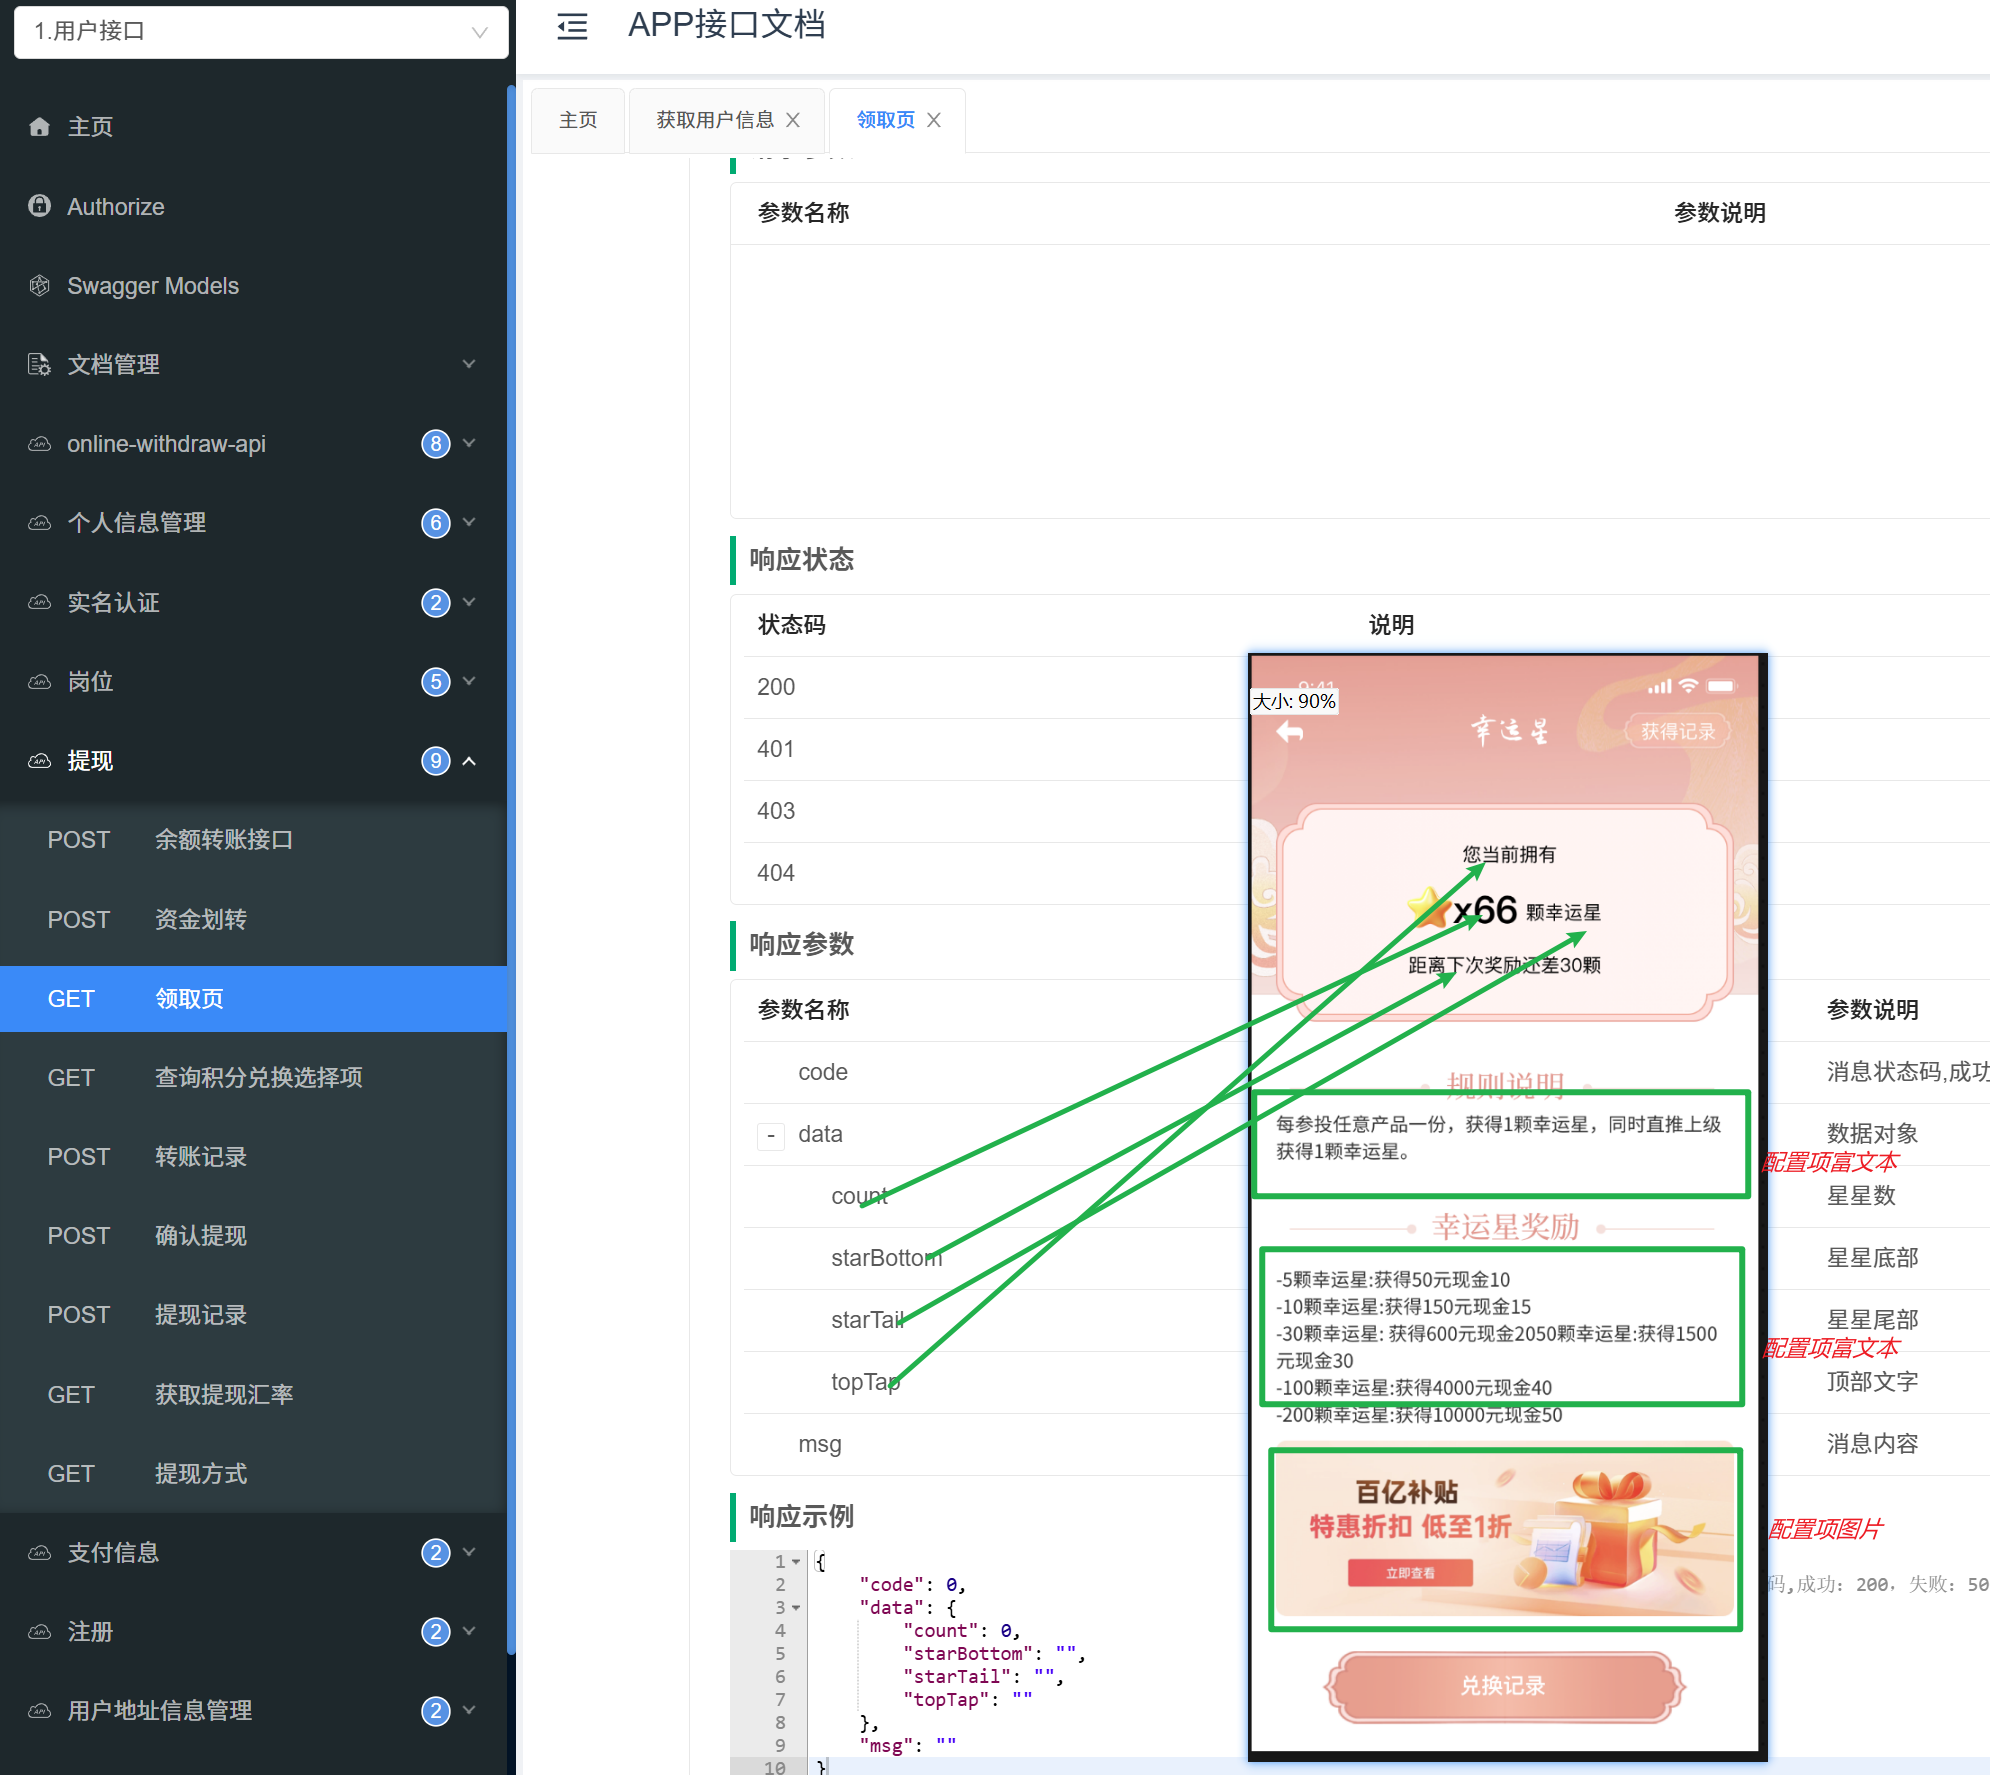 1.用户接口
主页
Authorize
Swagger Models
文档管理
online-withdraw-api 8
个人信息管理 6
实名认证 2
岗位 5
提现 9
POST 余额转账接口
POST 资金划转
GET 领取页
GET 查询积分兑换选择项
POST 转账记录
POST 确认提现
POST 提现记录
GET 获取提现汇率
GET 提现方式
支付信息 2
注册 2
用户地址信息管理 2
APP接口文档
主页 获取用户信息 领取页
参数名称 参数说明
响应状态
状态码 说明
200
401
403
404
响应参数
参数名称 参数说明
code 消息状态码,成功
- data 数据对象
count 星星数
starBottom 星星底部
starTail 星星尾部
topTap 顶部文字
msg 消息内容
响应示例
1 {
2 "code": 0,
3 "data": {
4 "count": 0,
5 "starBottom": "",
6 "starTail": "",
7 "topTap": ""
8 },
9 "msg": ""
10 }
码,成功: 200, 失败: 50
9:41
大小: 90%
幸运星
获得记录
您当前拥有
x66 颗幸运星
距离下次奖励还差30颗
规则说明
每参投任意产品一份，获得1颗幸运星，同时直推上级
获得1颗幸运星。
配置项富文本
幸运星奖励
-5颗幸运星:获得50元现金10
-10颗幸运星:获得150元现金15
-30颗幸运星: 获得600元现金2050颗幸运星:获得1500
元现金30
-100颗幸运星:获得4000元现金40
-200颗幸运星:获得10000元现金50
配置项富文本
百亿补贴
特惠折扣 低至1折
立即查看
配置项图片
兑换记录